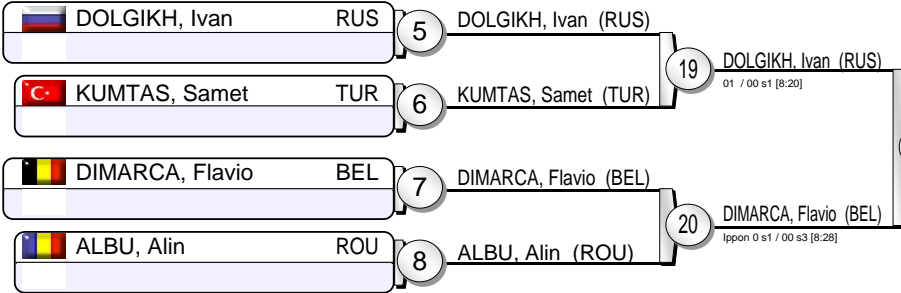 DOLGIKH, Ivan RUS
5
DOLGIKH, Ivan (RUS)
19
DOLGIKH, Ivan (RUS)
01 / 00 s1 [8:20]
KUMTAS, Samet TUR
6
KUMTAS, Samet (TUR)
DIMARCA, Flavio BEL
7
DIMARCA, Flavio (BEL)
20
DIMARCA, Flavio (BEL)
Ippon 0 s1 / 00 s3 [8:28]
ALBU, Alin ROU
8
ALBU, Alin (ROU)